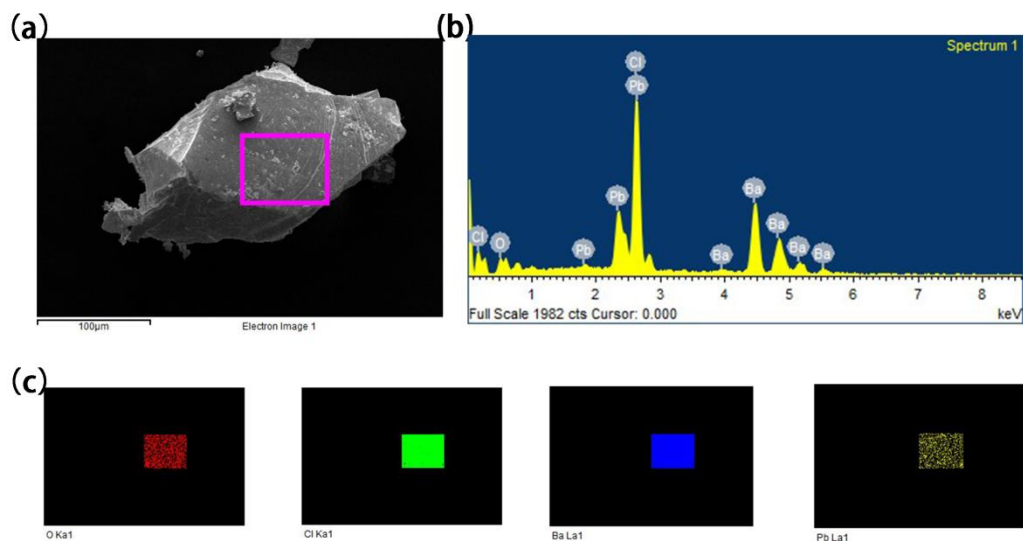 (a)
100μm
Electron Image 1
(b)
Spectrum 1
Cl
Pb
Pb
Ba
Ba
Cl
O
Pb
Ba
Ba
Ba
1 2 3 4 5 6 7 8
Full Scale 1982 cts Cursor: 0.000 keV
(c)
O Ka1
Cl Ka1
Ba La1
Pb La1